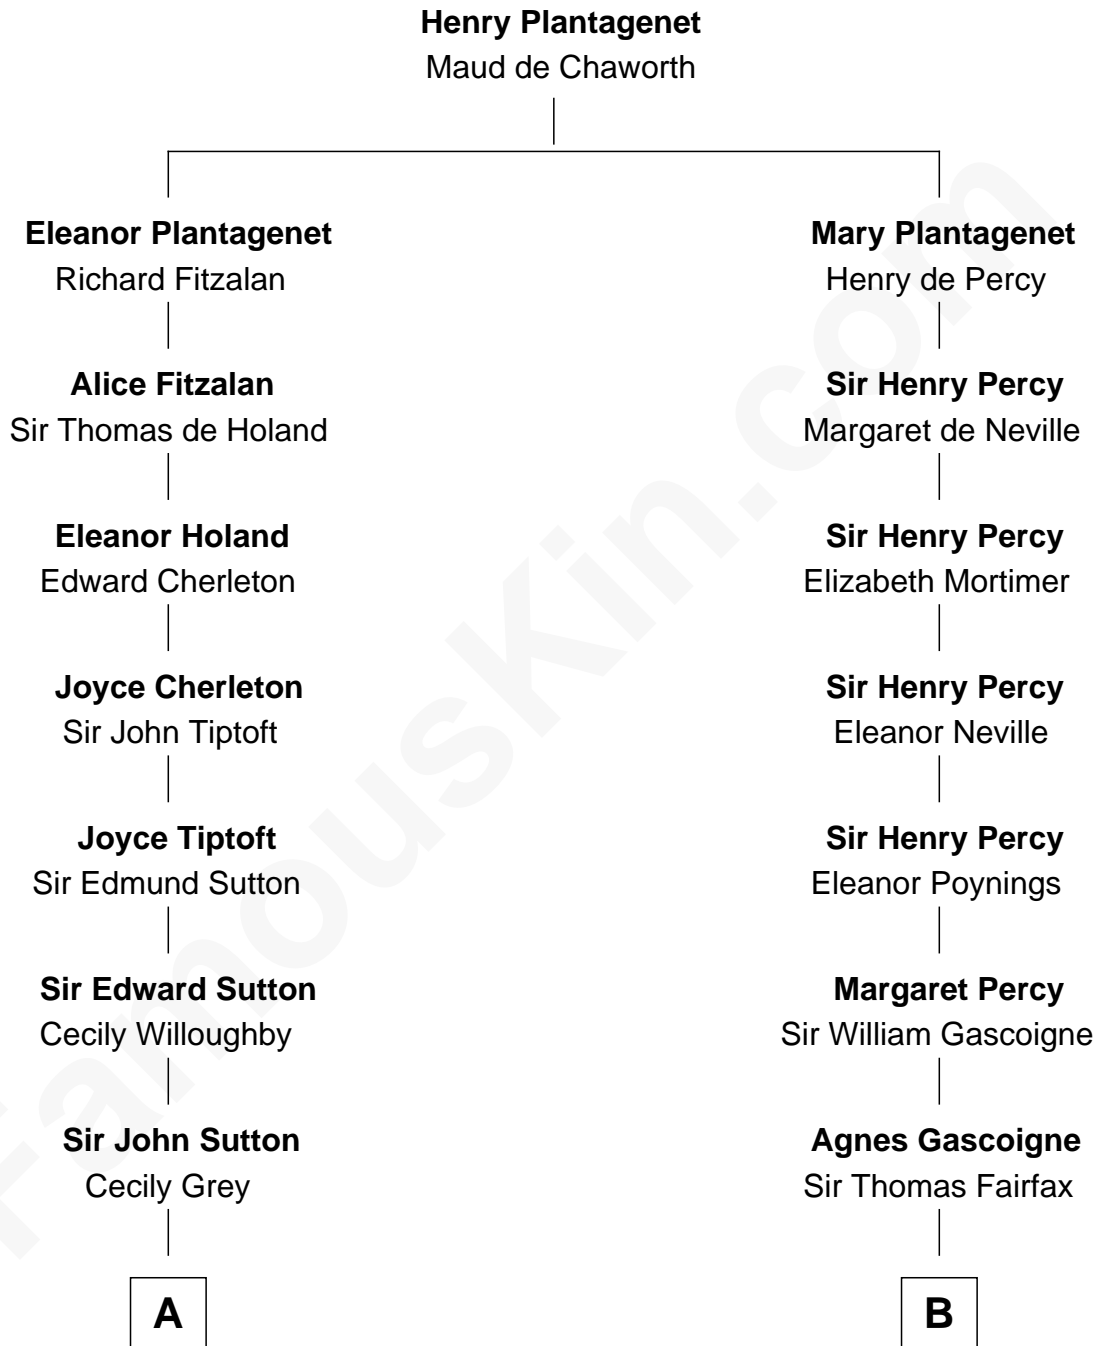 Henry Plantagenet
Maud de Chaworth
Eleanor Plantagenet
Richard Fitzalan
Mary Plantagenet
Henry de Percy
Alice Fitzalan
Sir Thomas de Holand
Sir Henry Percy
Margaret de Neville
Eleanor Holand
Edward Cherleton
Sir Henry Percy
Elizabeth Mortimer
Joyce Cherleton
Sir John Tiptoft
Sir Henry Percy
Eleanor Neville
Joyce Tiptoft
Sir Edmund Sutton
Sir Henry Percy
Eleanor Poynings
Sir Edward Sutton
Cecily Willoughby
Margaret Percy
Sir William Gascoigne
Sir John Sutton
Cecily Grey
Agnes Gascoigne
Sir Thomas Fairfax
A
B
FamousKin.com